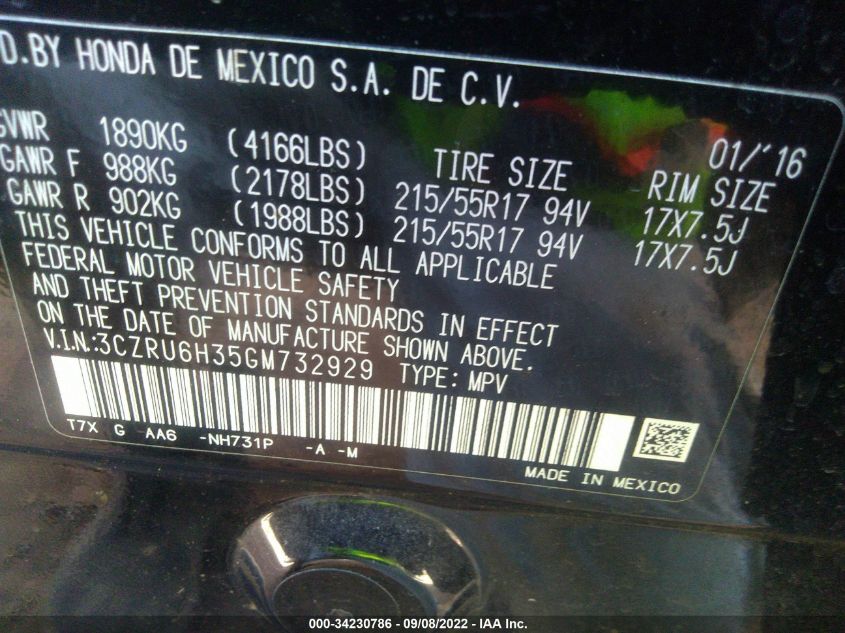 D.BY HONDA DE MEXICO S.A. DE C.V.
01/'16
GVWR 1890KG (4166LBS) TIRE SIZE RIM SIZE
GAWR F 988KG (2178LBS) 215/55R17 94V 17X7.5J
GAWR R 902KG (1988LBS) 215/55R17 94V 17X7.5J
THIS VEHICLE CONFORMS TO ALL APPLICABLE
FEDERAL MOTOR VEHICLE SAFETY
AND THEFT PREVENTION STANDARDS IN EFFECT
ON THE DATE OF MANUFACTURE SHOWN ABOVE.
V.I.N.:3CZRU6H35GM732929 TYPE: MPV
T7X G -AA6 -NH731P -A -M
MADE IN MEXICO
000-34230786 - 09/08/2022 - IAA Inc.